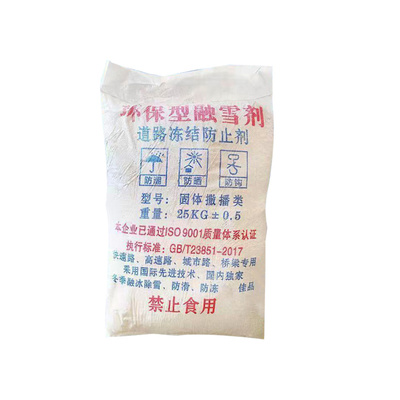 环保型融雪剂
道路冻结防止剂
防潮 防晒 防钩
型号：固体撒播类
重量：25KG±0.5
本企业已通过ISO9001质量体系认证
执行标准：GB/T23851-2017
快速路、高速路、城市路、桥梁专用
采用国际先进技术、国内独家
冬季融冰除雪、防滑、防冻 佳品
禁止食用